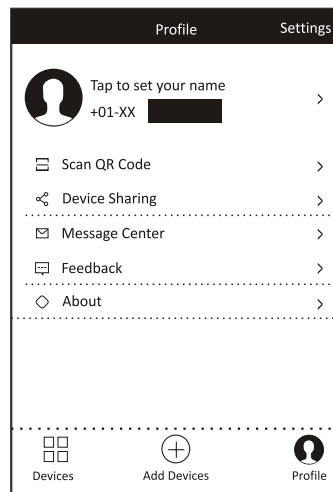 Profile Settings
Tap to set your name
+01-XX
Scan QR Code
Device Sharing
Message Center
Feedback
About
Devices Add Devices Profile